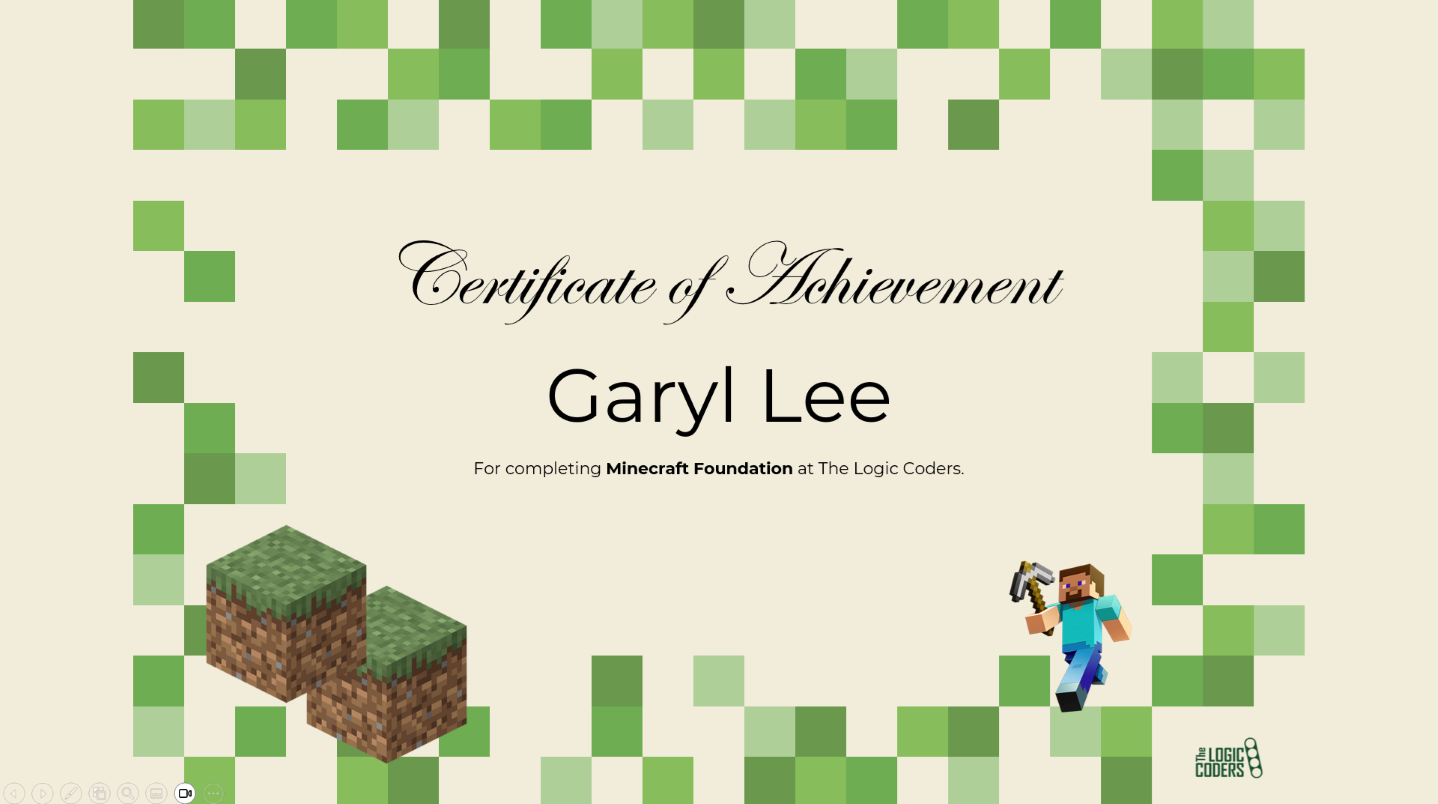 Certificate of Achievement
Garyl Lee
For completing Minecraft Foundation at The Logic Coders.
The LOGIC
CODERS